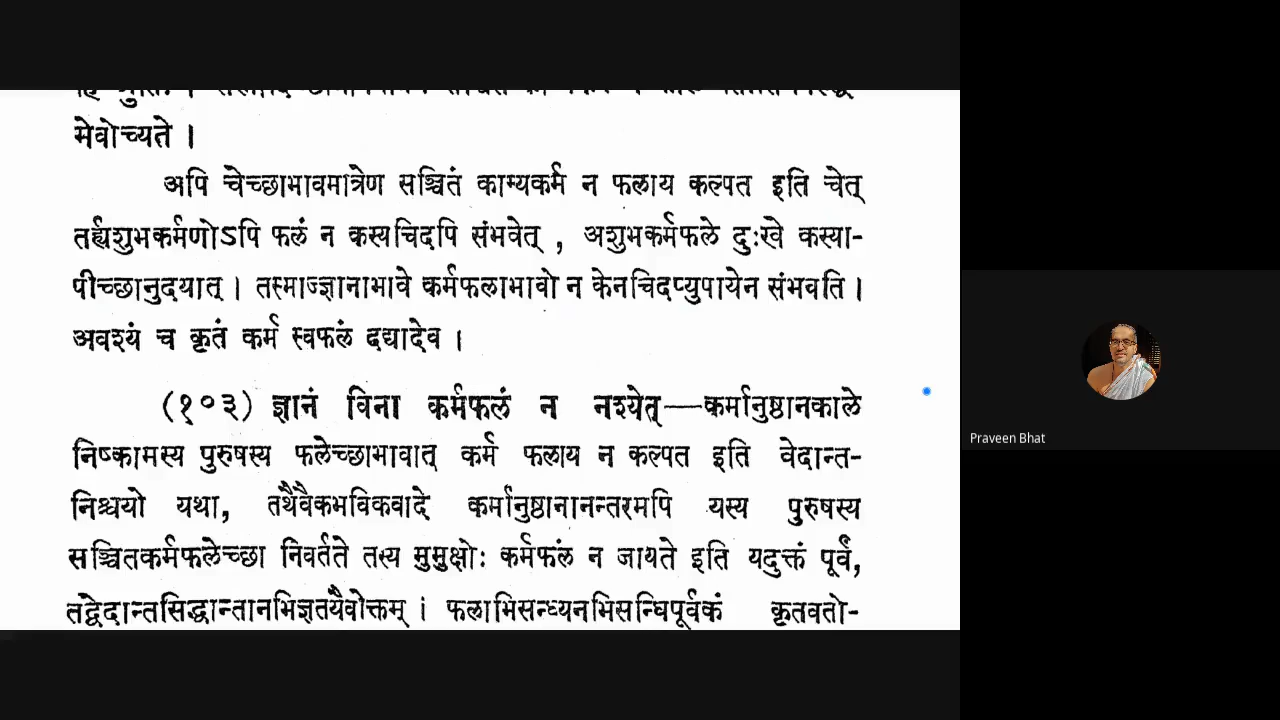 मेवोच्यते ।
अपि चेच्छाभावमात्रेण सञ्चितं काम्यकर्म न फलाय कल्पत इति चेत्
तर्ह्यशुभकर्मणोऽपि फलं न कस्यचिदपि संभवेत् , अशुभकर्मफले दुःखे कस्या-
पीच्छानुदयात् । तस्माज्ज्ञानाभावे कर्मफलाभावो न केनचिदप्युपायेन संभवति ।
अवश्यं च कृतं कर्म स्वफलं दद्यादेव ।
(१०३) ज्ञानं विना कर्मफलं न नश्येत्—कर्मानुष्ठानकाले
निष्कामस्य पुरुषस्य फलेच्छाभावात् कर्म फलाय न कल्पत इति वेदान्त-
निश्चयो यथा, तथैवैकभविकवादे कर्मानुष्ठानानन्तरमपि यस्य पुरुषस्य
सञ्चितकर्मफलेच्छा निवर्तते तस्य मुमुक्षोः कर्मफलं न जायते इति यदुक्तं पूर्वं,
तद्वेदान्तसिद्धान्तानभिज्ञतयैवोक्तम् । फलाभिसन्ध्यनभिसन्धिपूर्वकं कृतवतो-
Praveen Bhat